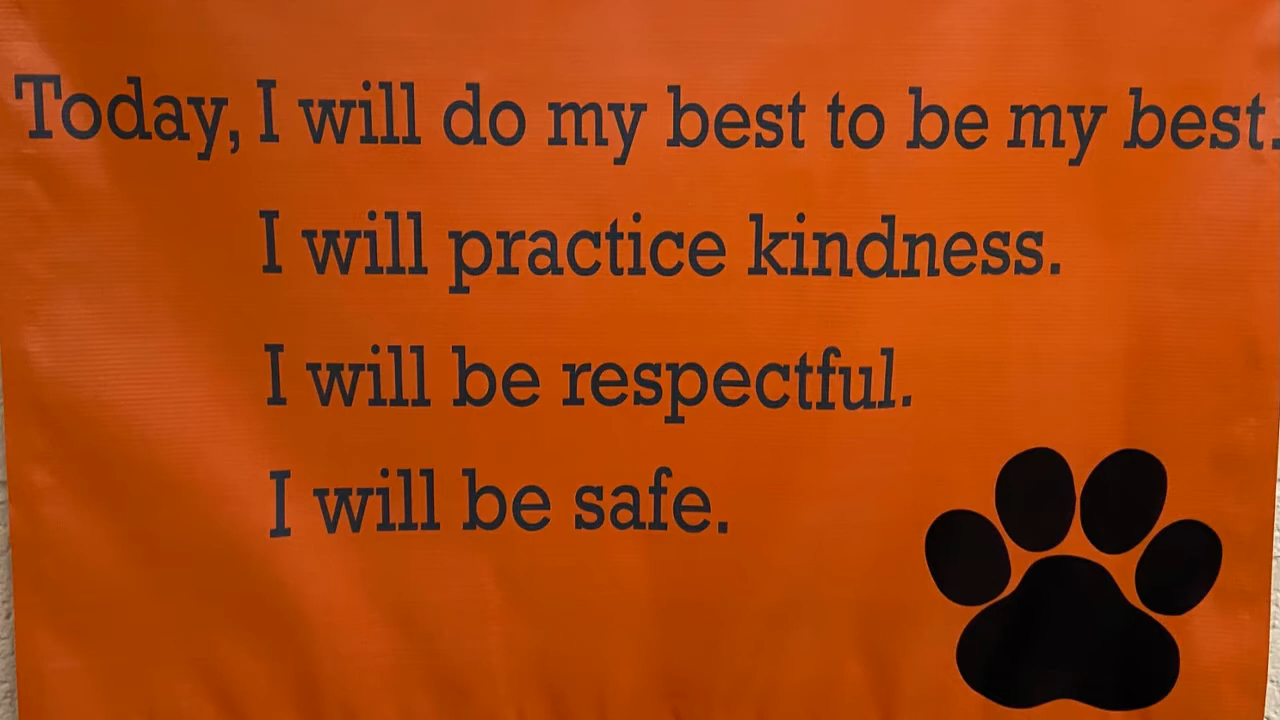 Today, I will do my best to be my best.
I will practice kindness.
I will be respectful.
I will be safe.